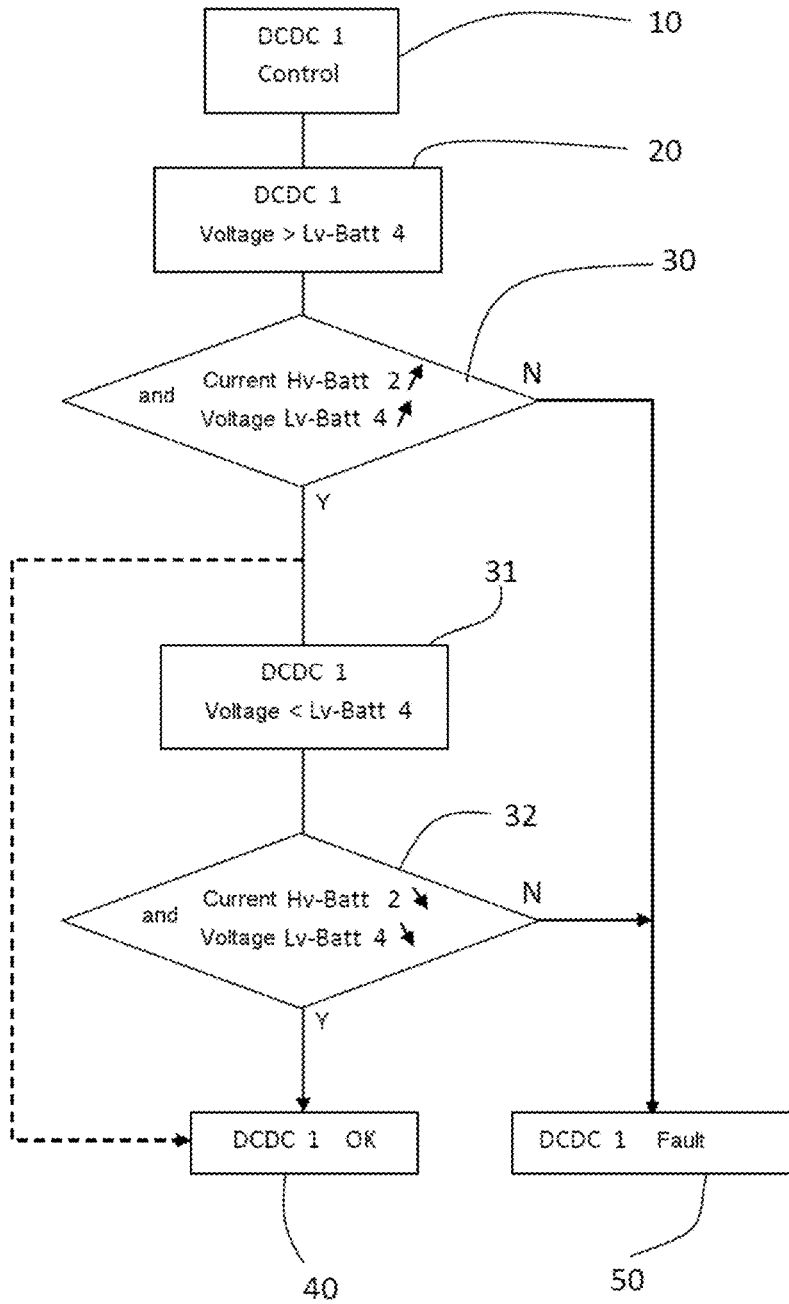 DCDC 1
Control
10
DCDC 1
Voltage > Lv-Batt 4
20
30
and
Current Hv-Batt 2
Voltage Lv-Batt 4
N
Y
31
DCDC 1
Voltage < Lv-Batt 4
32
and
Current Hv-Batt 2
Voltage Lv-Batt 4
N
Y
DCDC 1 OK
DCDC 1 Fault
40
50